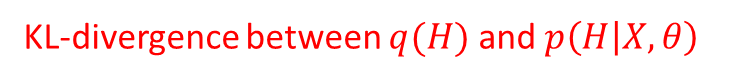 KL-divergence between q(H) and p(H|X, θ)